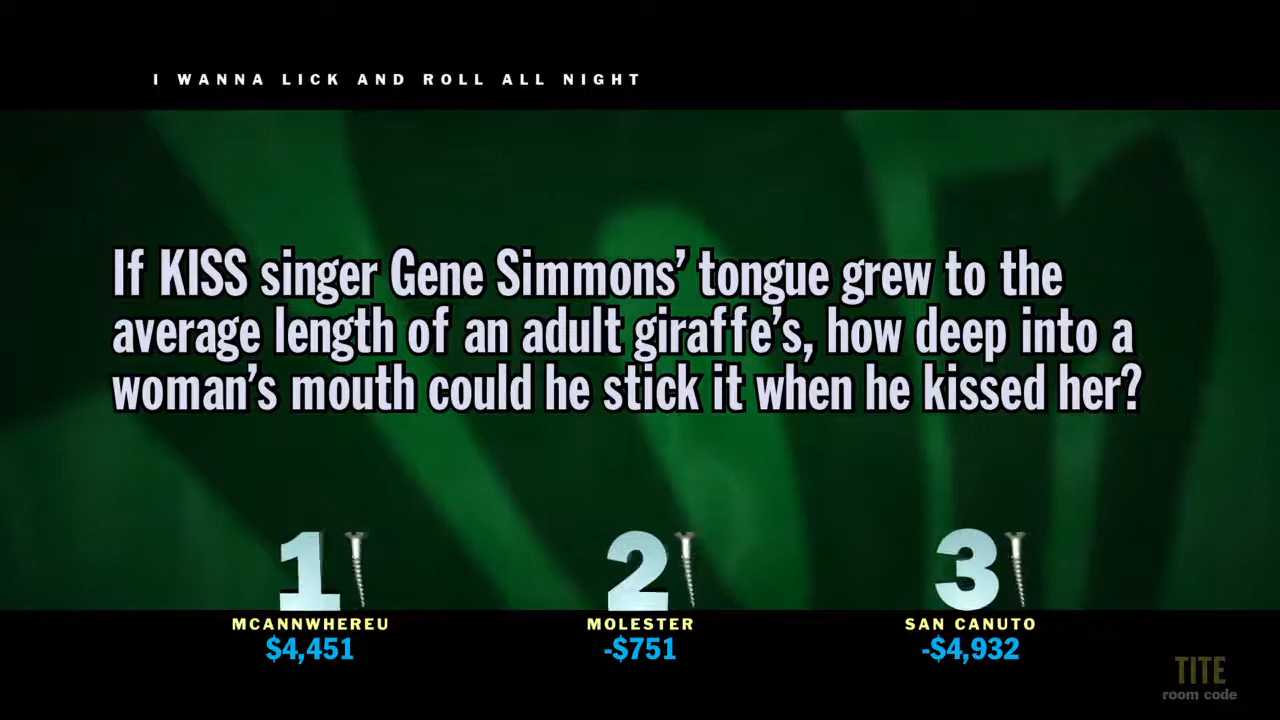 I WANNA LICK AND ROLL ALL NIGHT
If KISS singer Gene Simmons’ tongue grew to the
average length of an adult giraffe’s, how deep into a
woman’s mouth could he stick it when he kissed her?
1 2 3
MCANNWHEREU MOLESTER SAN CANUTO
$4,451 -$751 -$4,932
TITE
room code